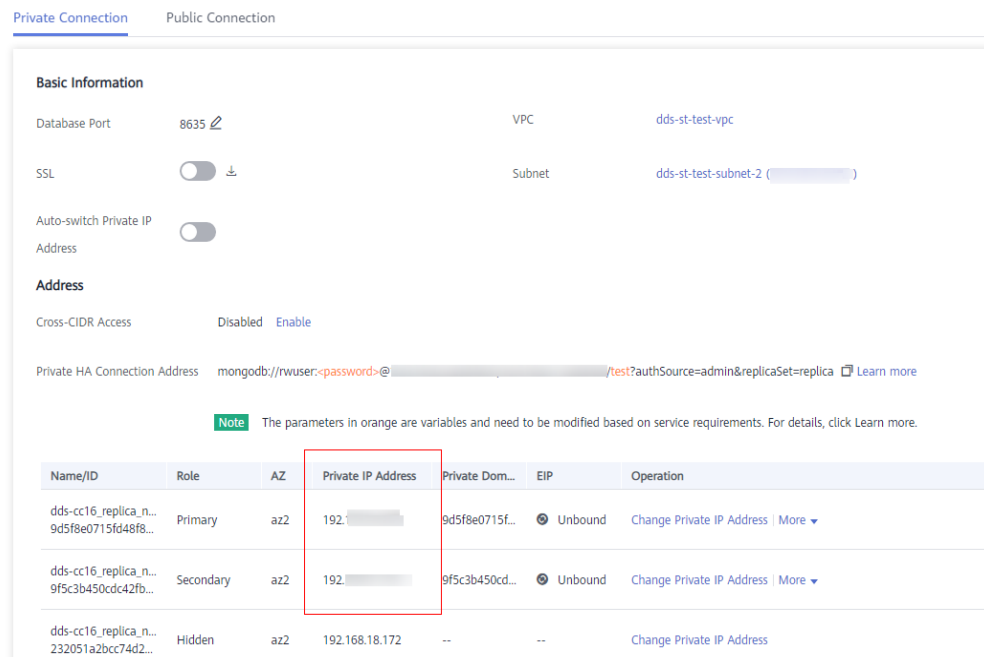 Private Connection Public Connection
Basic Information
Database Port 8635 VPC dds-st-test-vpc
SSL Subnet dds-st-test-subnet-2 ( )
Auto-switch Private IP
Address
Address
Cross-CIDR Access Disabled Enable
Private HA Connection Address mongodb://rwuser:<password>@ /test?authSource=admin&replicaSet=replica Learn more
Note The parameters in orange are variables and need to be modified based on service requirements. For details, click Learn more.
Name/ID Role AZ Private IP Address Private Dom... EIP Operation
dds-cc16_replica_n...
9d5f8e0715fd48f8... Primary az2 192. 9d5f8e0715f... Unbound Change Private IP Address More
dds-cc16_replica_n...
9f5c3b450cdc42fb... Secondary az2 192. 9f5c3b450cd... Unbound Change Private IP Address More
dds-cc16_replica_n...
232051a2bcc74d2... Hidden az2 192.168.18.172 -- -- Change Private IP Address